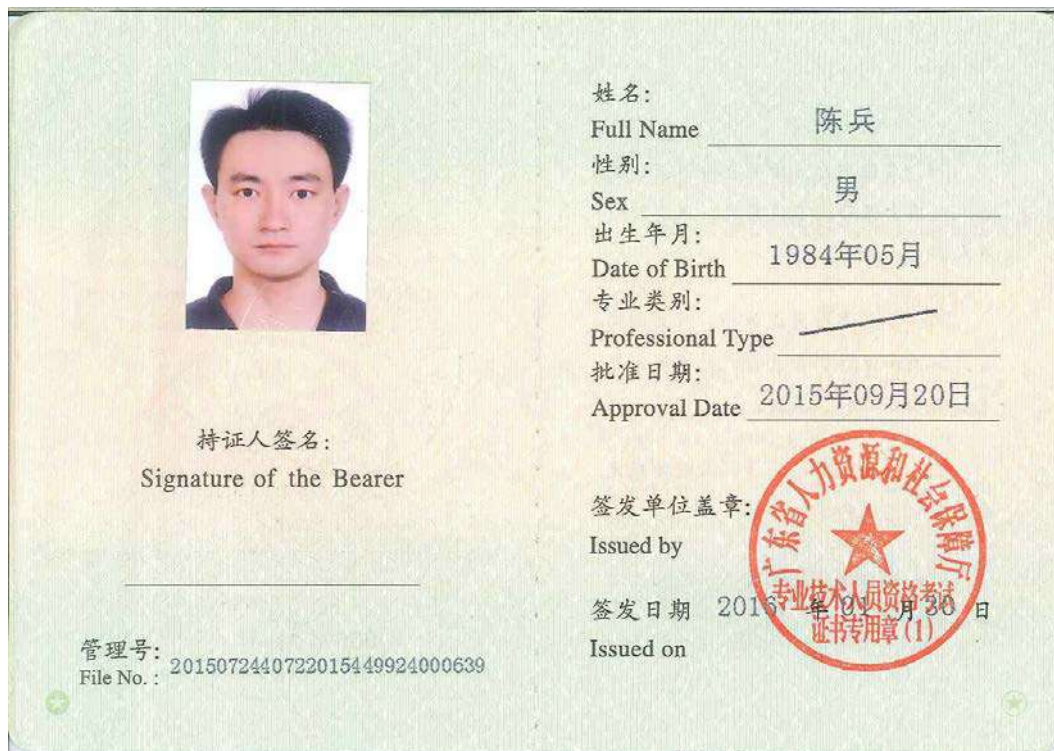 持证人签名:
Signature of the Bearer
管理号:
File No. : 2015072440722015449924000639
姓名:
Full Name 陈兵
性别:
Sex 男
出生年月:
Date of Birth 1984年05月
专业类别:
Professional Type
批准日期:
Approval Date 2015年09月20日
签发单位盖章:
Issued by
签发日期 2016 年 01 月 30 日
Issued on
广东省人力资源和社会保障厅
专业技术人员资格考试
证书专用章(1)